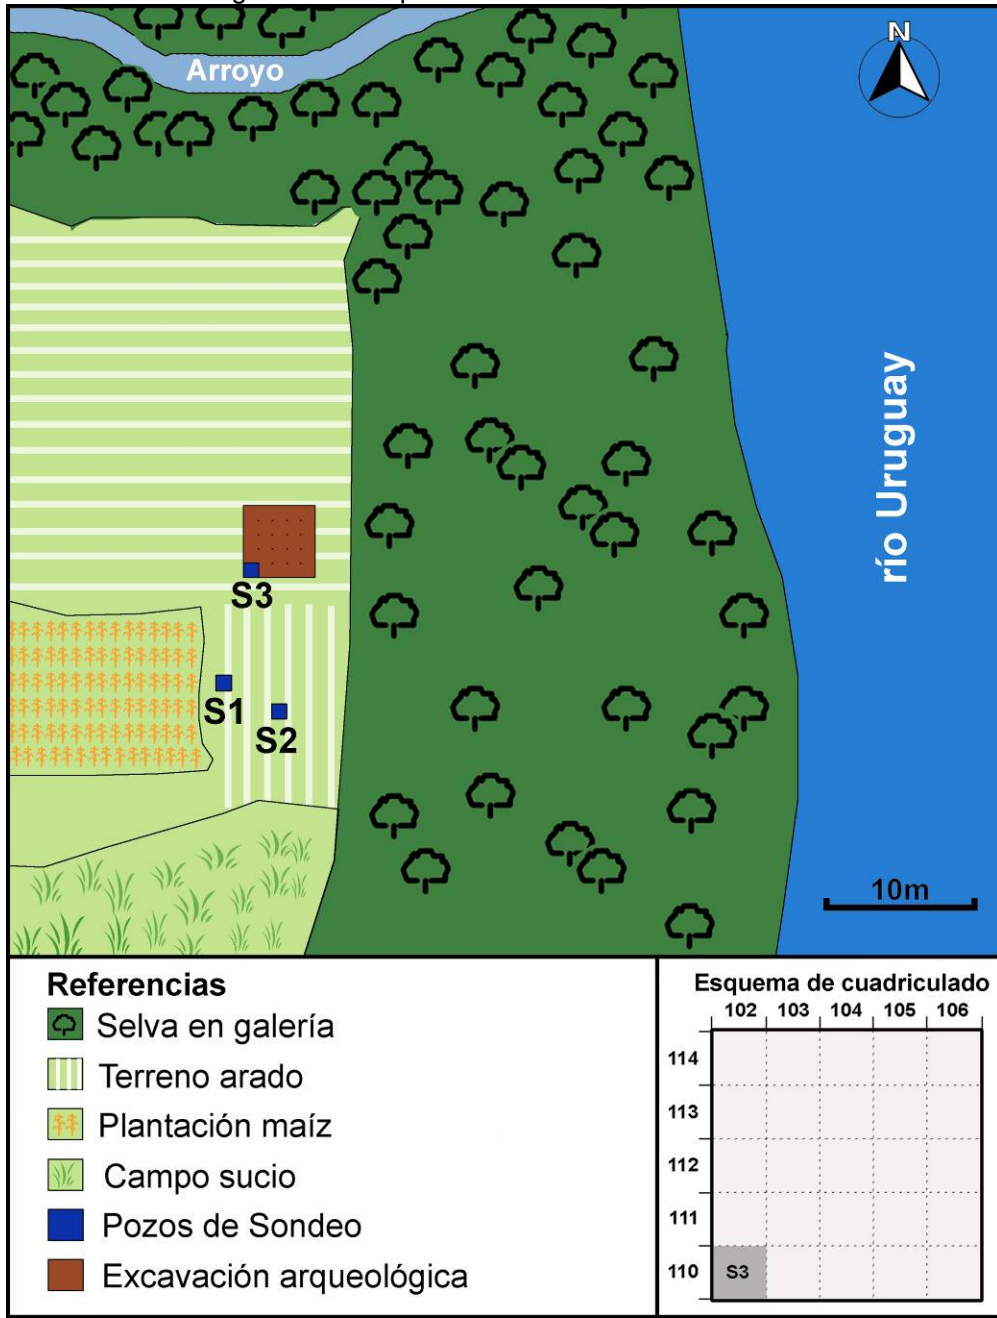 Arroyo
N
río Uruguay
S3
S1
S2
10m
Referencias
Selva en galería
Terreno arado
Plantación maíz
Campo sucio
Pozos de Sondeo
Excavación arqueológica
Esquema de cuadriculado
102 103 104 105 106
114
113
112
111
110 S3